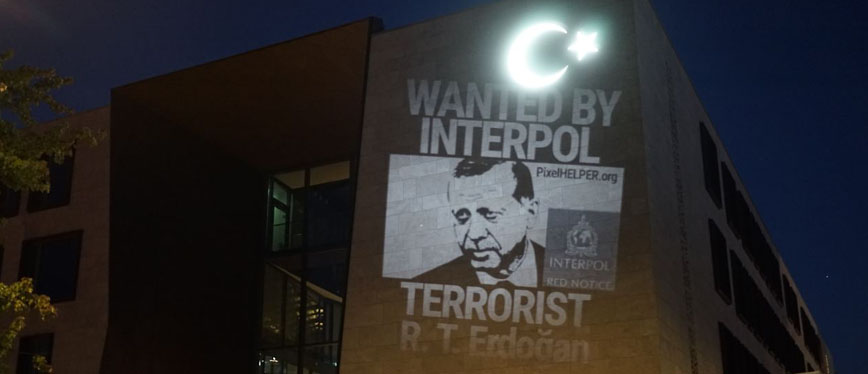 WANTED BY
INTERPOL
PixelHELPER.org
INTERPOL
RED NOTICE
TERRORIST
R. T. Erdoğan